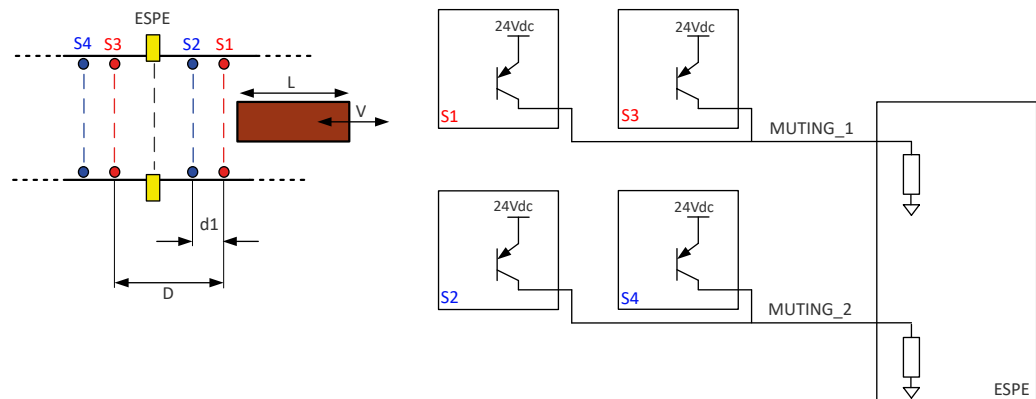 ESPE
S4 S3 S2 S1
L
V
d1
D
24Vdc
S1
24Vdc
S3
MUTING_1
24Vdc
S2
24Vdc
S4
MUTING_2
ESPE